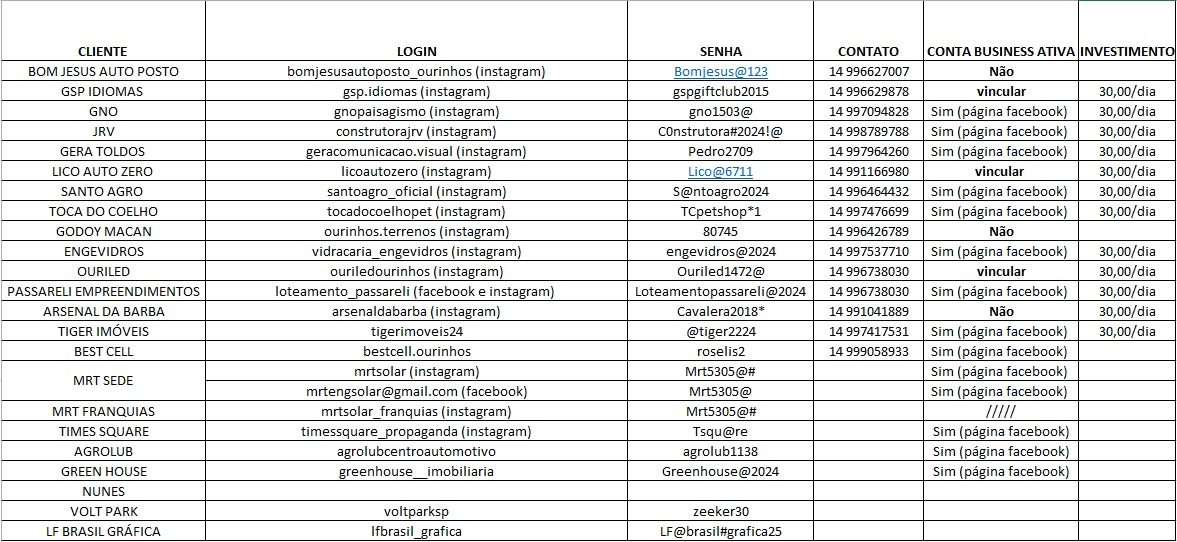 CLIENTE LOGIN SENHA CONTATO CONTA BUSINESS ATIVA INVESTIMENTO
BOM JESUS AUTO POSTO bomjesusautoposto_ourinhos (instagram) Bomjesus@123 14 996627007 Não
GSP IDIOMAS gsp.idiomas (instagram) gspgiftclub2015 14 996629878 vincular 30,00/dia
GNO gnopaisagismo (instagram) gno1503@ 14 997094828 Sim (página facebook) 30,00/dia
JRV construtorajrv (instagram) C0nstrutora#2024!@ 14 998789788 Sim (página facebook) 30,00/dia
GERA TOLDOS geracomunicacao.visual (instagram) Pedro2709 14 997964260 Sim (página facebook) 30,00/dia
LICO AUTO ZERO licoautozero (instagram) Lico@6711 14 991166980 vincular 30,00/dia
SANTO AGRO santoagro_oficial (instagram) S@ntoagro2024 14 996464432 Sim (página facebook) 30,00/dia
TOCA DO COELHO tocadocoelhopet (instagram) TCpetshop*1 14 997476699 Sim (página facebook) 30,00/dia
GODOY MACAN ourinhos.terrenos (instagram) 80745 14 996426789 Não
ENGEVIDROS vidracaria_engevidros (instagram) engevidros@2024 14 997537710 Sim (página facebook) 30,00/dia
OURILED ouriledourinhos (instagram) Ouriled1472@ 14 996738030 vincular 30,00/dia
PASSARELI EMPREENDIMENTOS loteamento_passareli (facebook e instagram) Loteamentopassareli@2024 14 996738030 Sim (página facebook) 30,00/dia
ARSENAL DA BARBA arsenaldabarba (instagram) Cavalera2018* 14 991041889 Não 30,00/dia
TIGER IMÓVEIS tigerimoveis24 @tiger2224 14 997417531 Sim (página facebook) 30,00/dia
BEST CELL bestcell.ourinhos roselis2 14 999058933 Sim (página facebook)
MRT SEDE mrtsolar (instagram) Mrt5305@# Sim (página facebook)
mrtengsolar@gmail.com (facebook) Mrt5305@ Sim (página facebook)
MRT FRANQUIAS mrtsolar_franquias (instagram) Mrt5305@# /////
TIMES SQUARE timessquare_propaganda (instagram) Tsqu@re Sim (página facebook)
AGROLUB agrolubcentroautomotivo agrolub1138 Sim (página facebook)
GREEN HOUSE greenhouse__imobiliaria Greenhouse@2024 Sim (página facebook)
NUNES
VOLT PARK voltparksp zeeker30
LF BRASIL GRÁFICA lfbrasil_grafica LF@brasil#grafica25